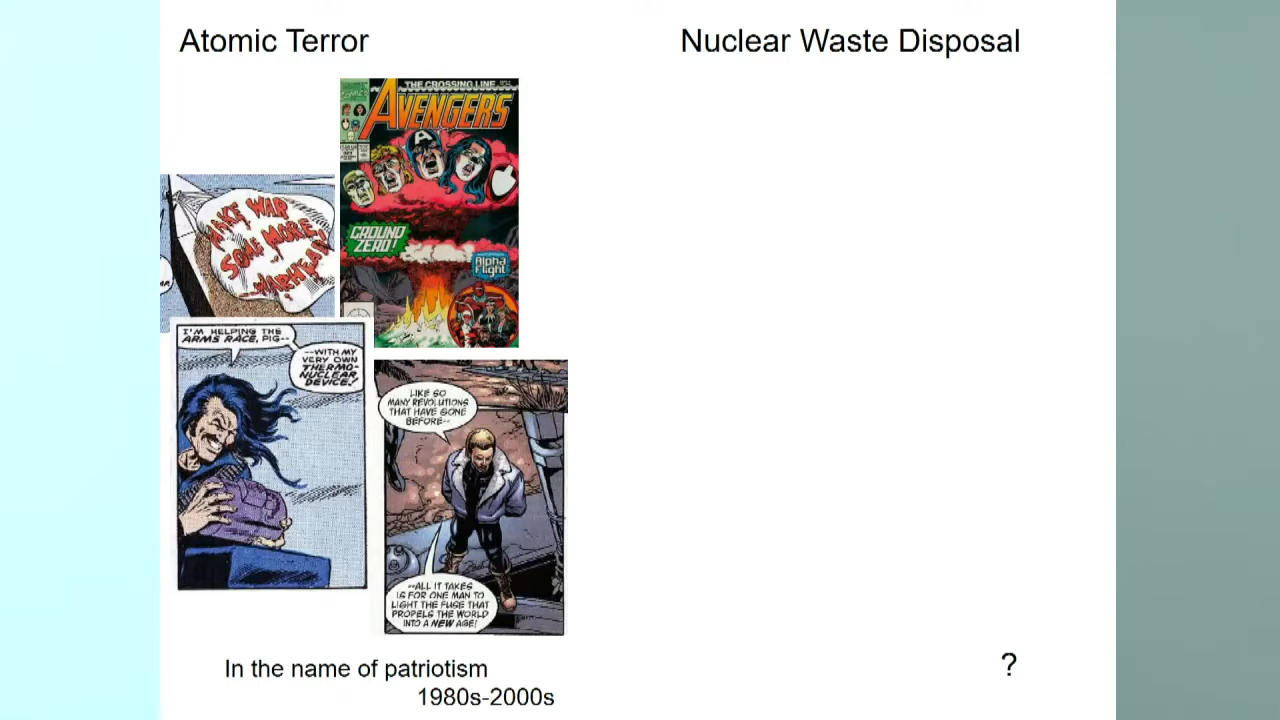 Atomic Terror
Nuclear Waste Disposal
THE CROSSING LINE
AVENGERS
GROUND
ZERO!
Alpha
Flight
MAKE WAR
SOME MORE,
WARHEAD
I'M HELPING THE
ARMS RACE, PIG--
--WITH MY
VERY OWN
THERMO-
NUCLEAR
DEVICE!
LIKE SO
MANY REVOLUTIONS
THAT HAVE GONE
BEFORE--
--ALL IT TAKES
IS FOR ONE MAN TO
LIGHT THE FUSE THAT
PROPELS THE WORLD
INTO A NEW AGE!
In the name of patriotism
1980s-2000s
?